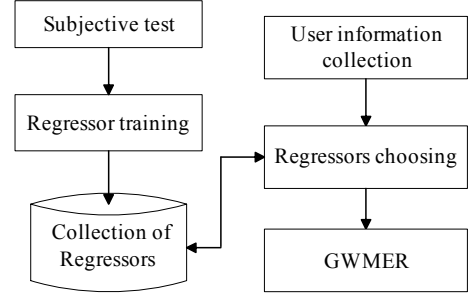 Subjective test
Regressor training
Collection of
Regressors
User information
collection
Regressors choosing
GWMER